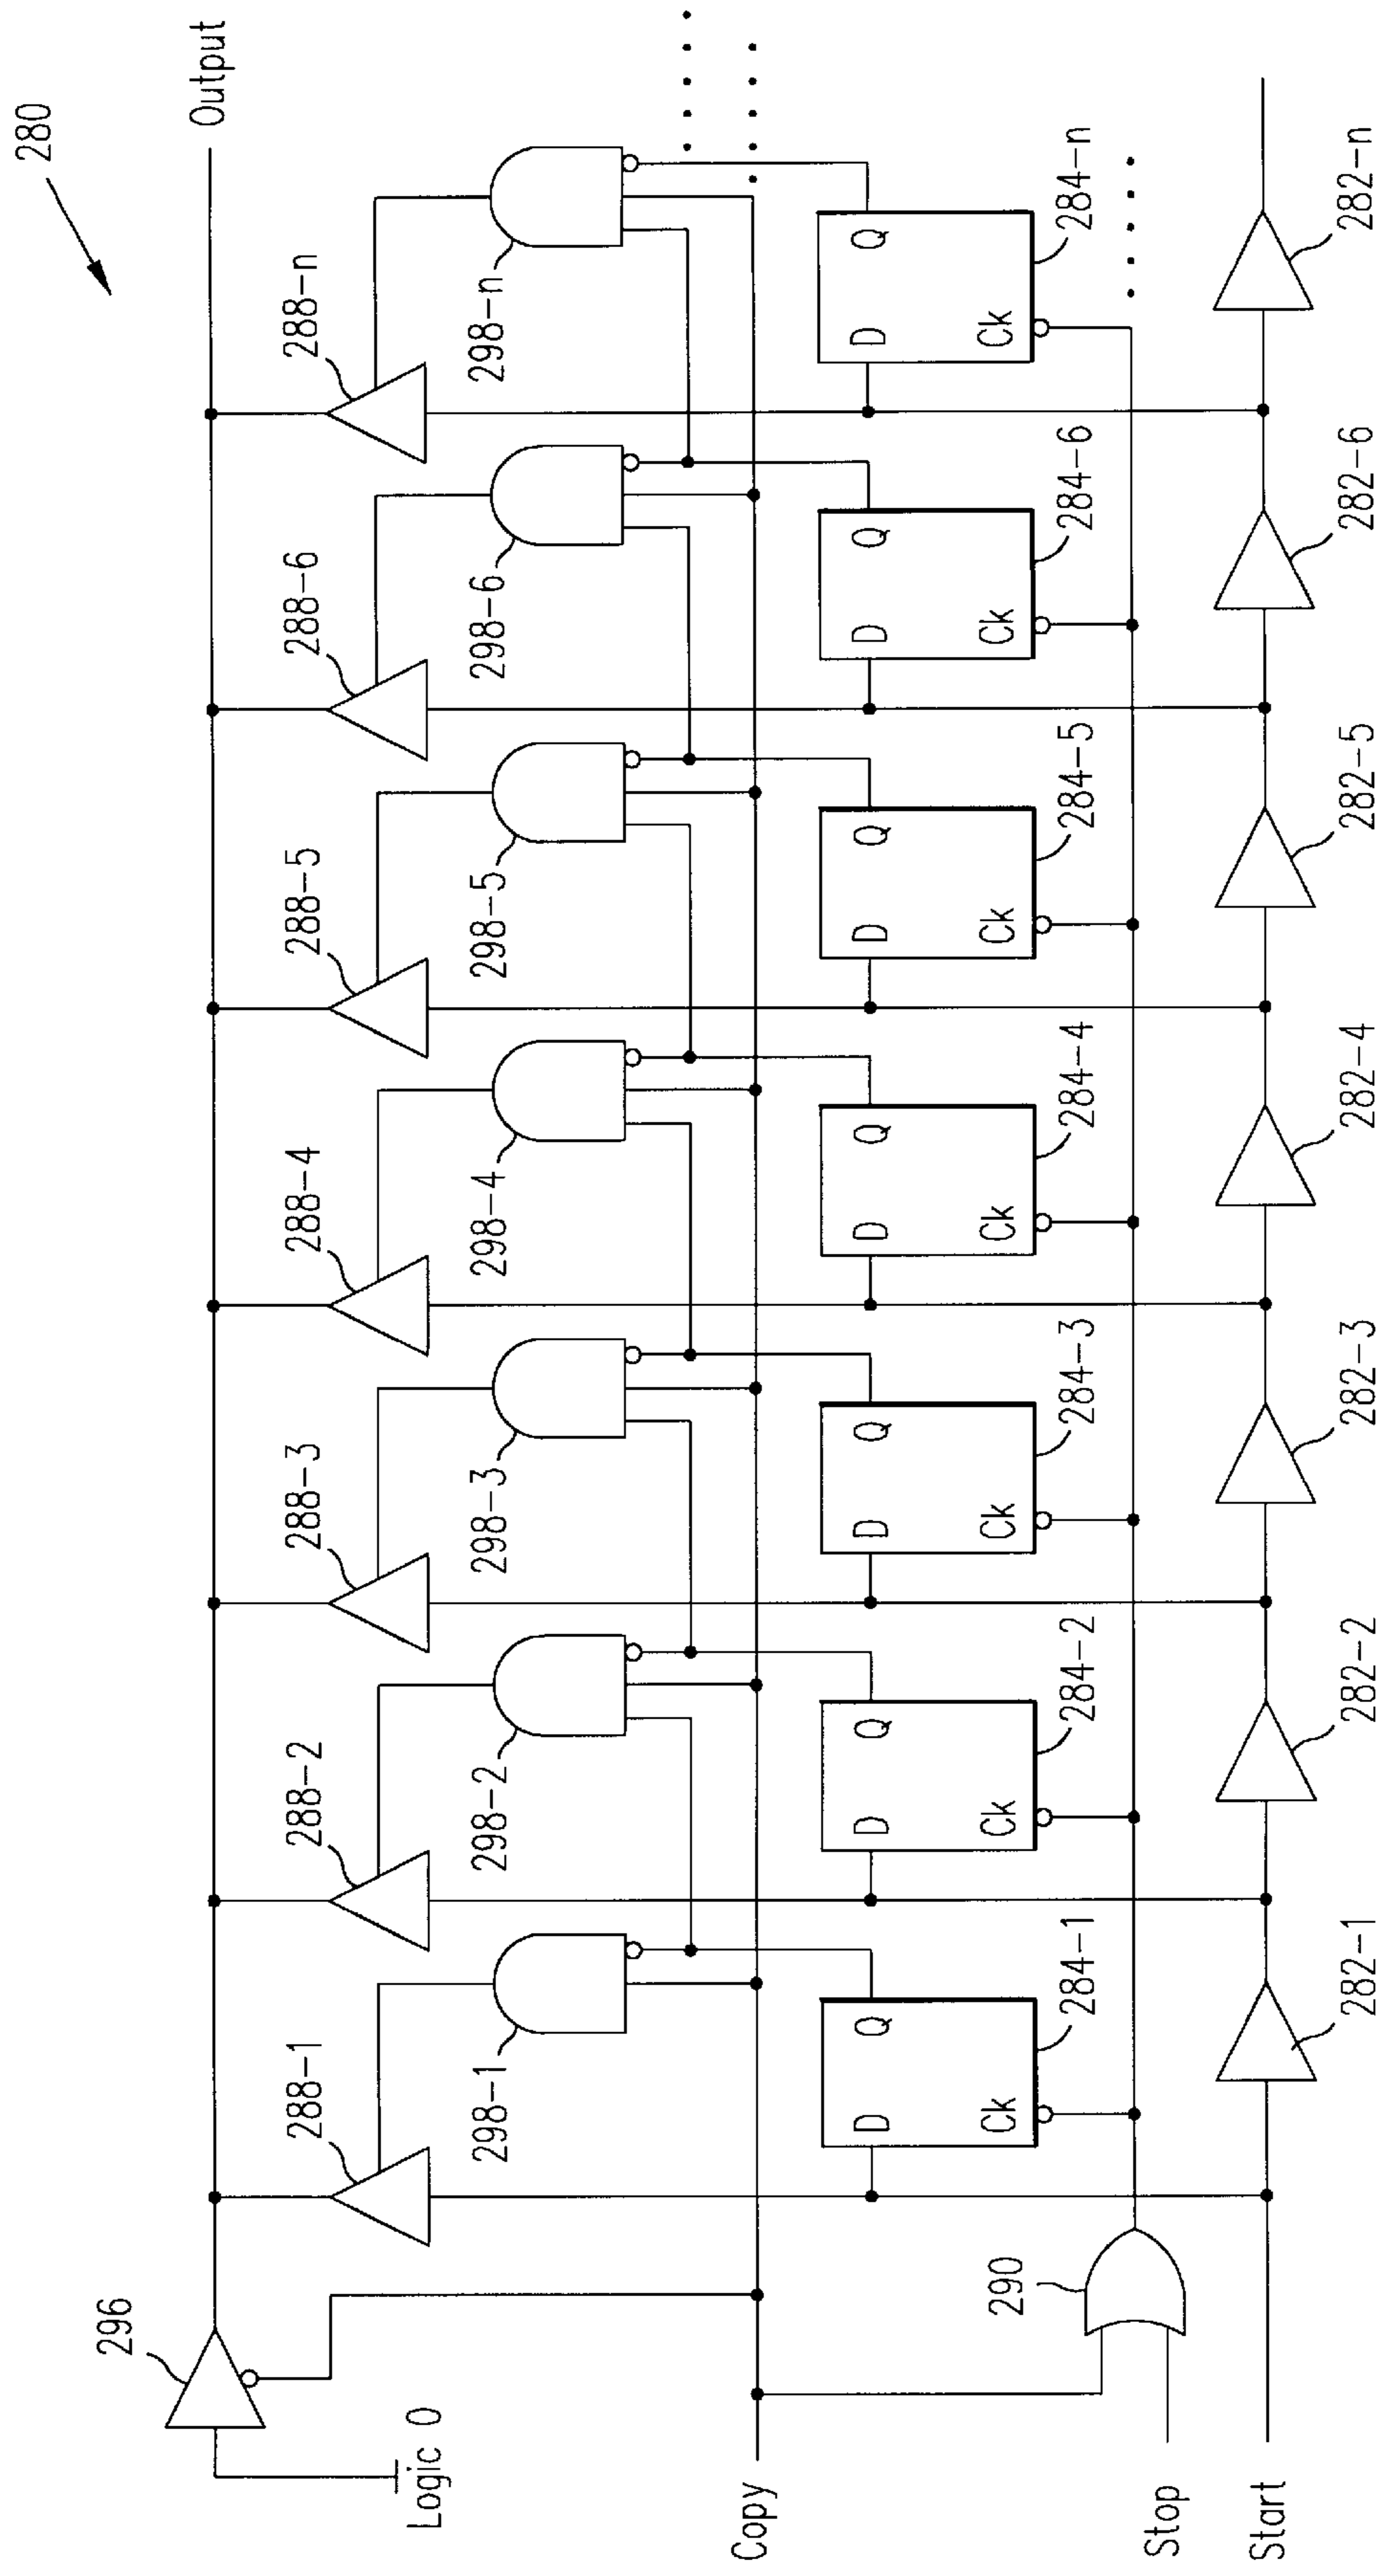 280
Output
296
Logic 0
288-1
288-2
288-3
288-4
288-5
288-6
288-n
298-1
298-2
298-3
298-4
298-5
298-6
298-n
Copy
D Q
Ck
284-1
D Q
Ck
284-2
D Q
Ck
284-3
D Q
Ck
284-4
D Q
Ck
284-5
D Q
Ck
284-6
D Q
Ck
284-n
290
Stop
Start
282-1
282-2
282-3
282-4
282-5
282-6
282-n